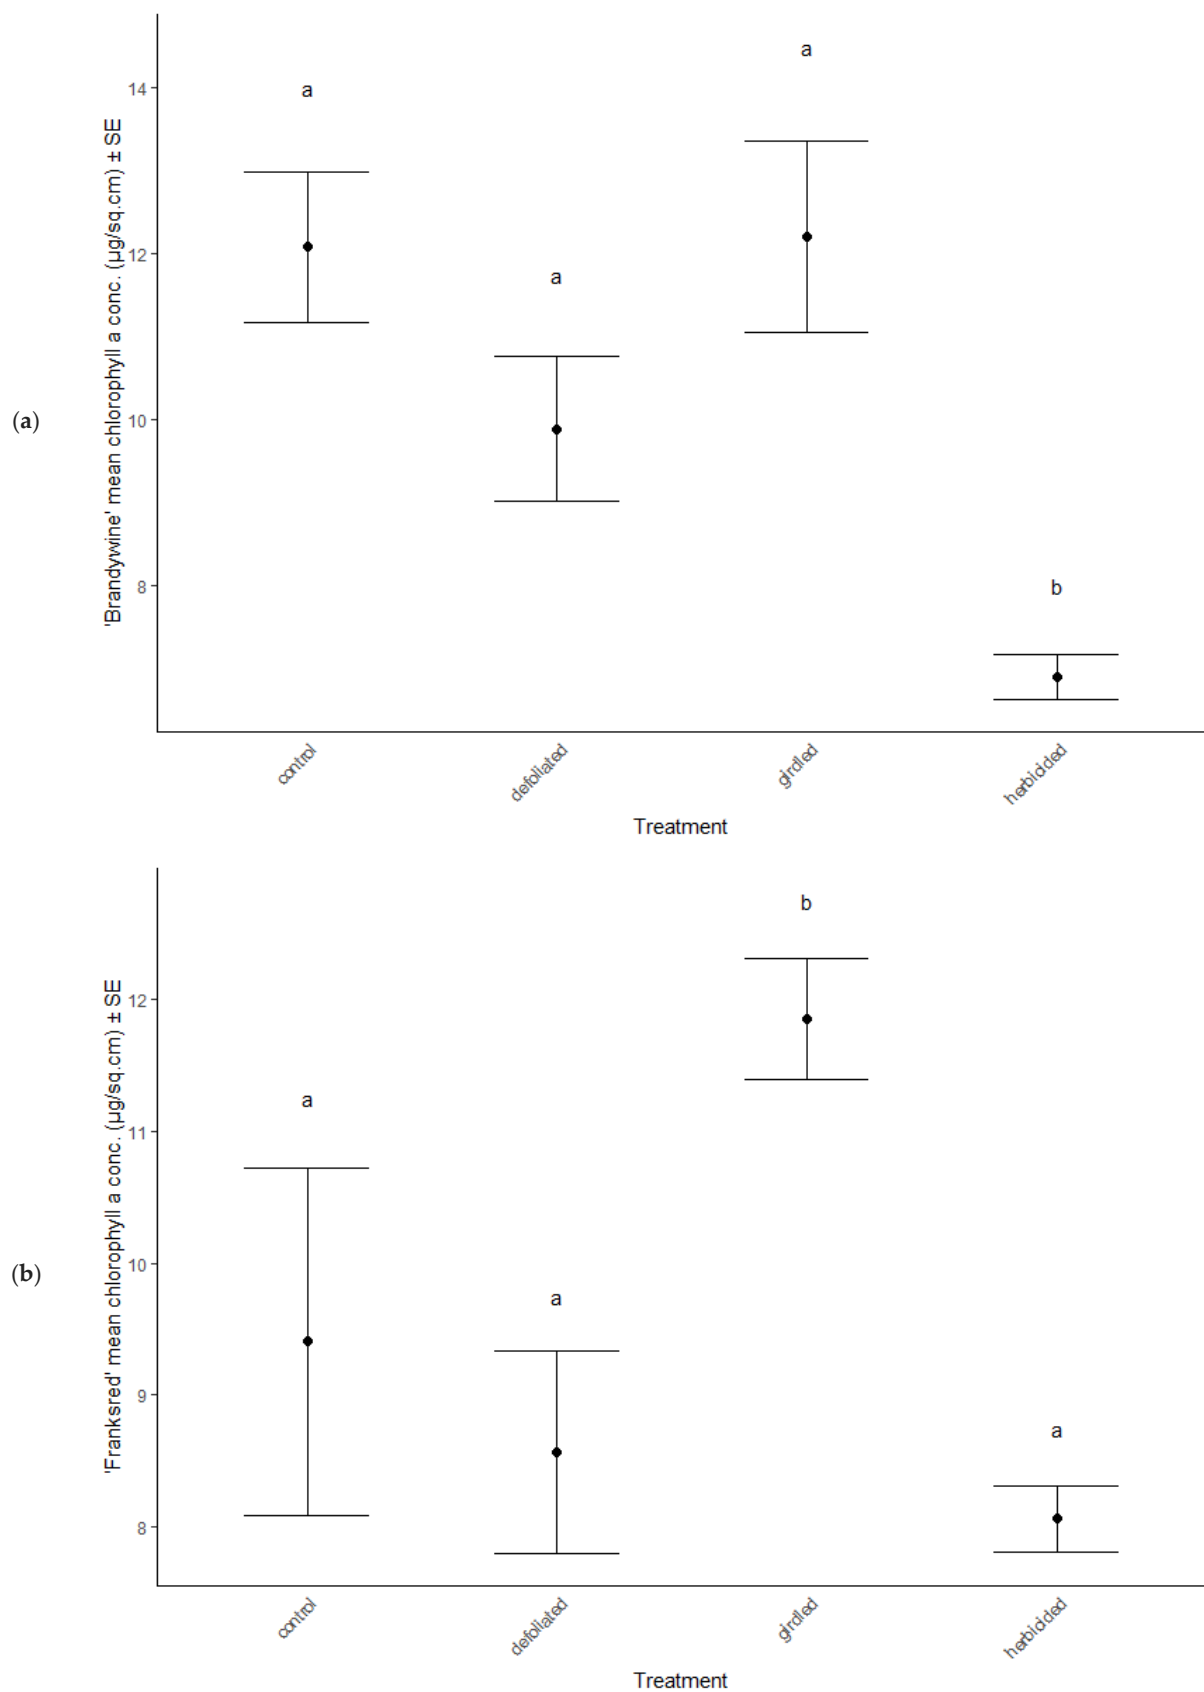 'Brandywine' mean chlorophyll a conc. (µg/sq.cm) ± SE
(a)
14
12
10
8
a
a
a
b
control
defoliated
girdled
herbicided
Treatment
'Franksred' mean chlorophyll a conc. (µg/sq.cm) ± SE
(b)
12
11
10
9
8
a
a
b
a
control
defoliated
girdled
herbicided
Treatment